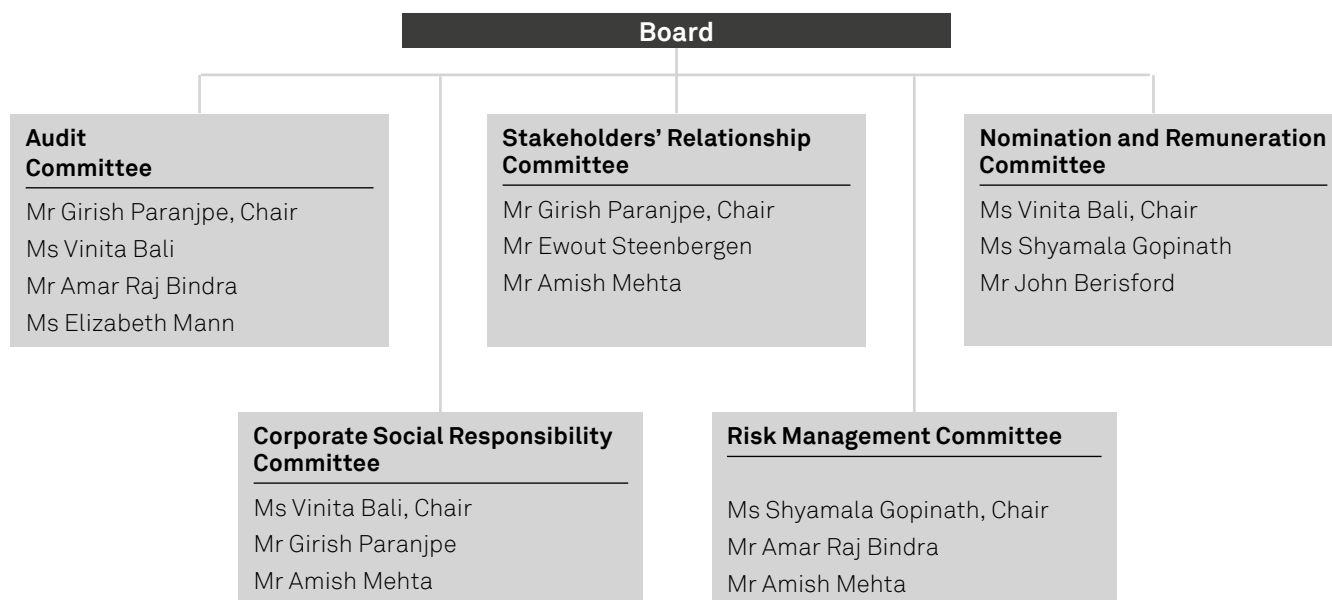 Board
Audit
Committee
Mr Girish Paranjpe, Chair
Ms Vinita Bali
Mr Amar Raj Bindra
Ms Elizabeth Mann
Stakeholders’ Relationship
Committee
Mr Girish Paranjpe, Chair
Mr Ewout Steenbergen
Mr Amish Mehta
Nomination and Remuneration
Committee
Ms Vinita Bali, Chair
Ms Shyamala Gopinath
Mr John Berisford
Corporate Social Responsibility
Committee
Ms Vinita Bali, Chair
Mr Girish Paranjpe
Mr Amish Mehta
Risk Management Committee
Ms Shyamala Gopinath, Chair
Mr Amar Raj Bindra
Mr Amish Mehta